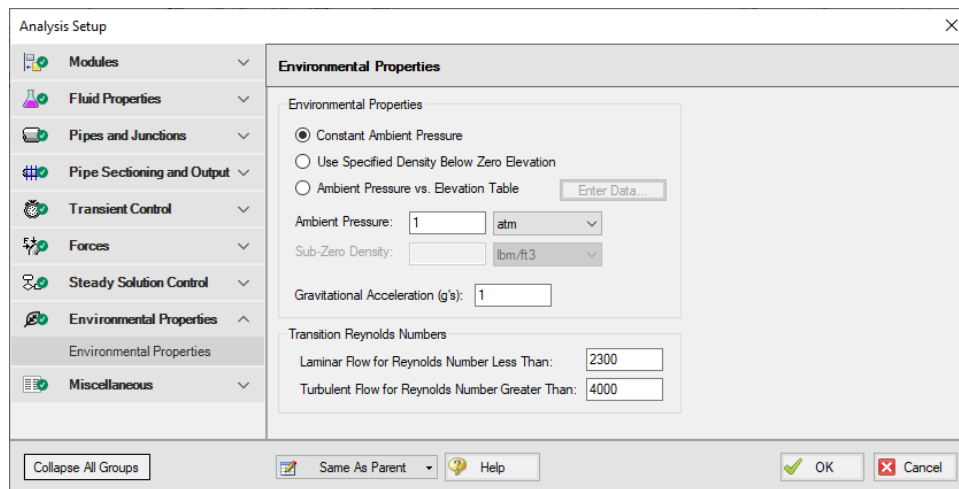 Analysis Setup
Modules
Fluid Properties
Pipes and Junctions
Pipe Sectioning and Output
Transient Control
Forces
Steady Solution Control
Environmental Properties
Environmental Properties
Miscellaneous
Collapse All Groups
Environmental Properties
Environmental Properties
Constant Ambient Pressure
Use Specified Density Below Zero Elevation
Ambient Pressure vs. Elevation Table Enter Data...
Ambient Pressure: 1 atm
Sub-Zero Density: lbm/ft3
Gravitational Acceleration (g's): 1
Transition Reynolds Numbers
Laminar Flow for Reynolds Number Less Than: 2300
Turbulent Flow for Reynolds Number Greater Than: 4000
Same As Parent Help OK Cancel